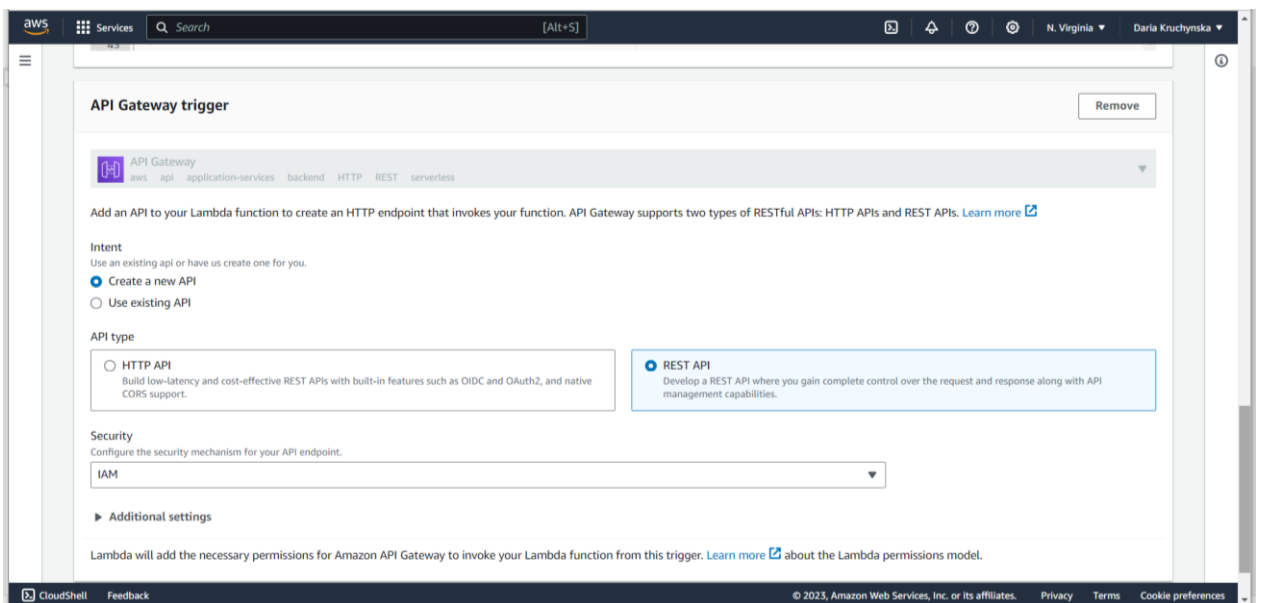 aws Services Search [Alt+S] N. Virginia ▼ Daria Kruchynska ▼
API Gateway trigger
Remove
API Gateway
aws api application-services backend HTTP REST serverless
Add an API to your Lambda function to create an HTTP endpoint that invokes your function. API Gateway supports two types of RESTful APIs: HTTP APIs and REST APIs. Learn more
Intent
Use an existing api or have us create one for you.
Create a new API
Use existing API
API type
HTTP API
Build low-latency and cost-effective REST APIs with built-in features such as OIDC and OAuth2, and native
CORS support.
REST API
Develop a REST API where you gain complete control over the request and response along with API
management capabilities.
Security
Configure the security mechanism for your API endpoint.
IAM
Additional settings
Lambda will add the necessary permissions for Amazon API Gateway to invoke your Lambda function from this trigger. Learn more about the Lambda permissions model.
CloudShell Feedback © 2023, Amazon Web Services, Inc. or its affiliates. Privacy Terms Cookie preferences